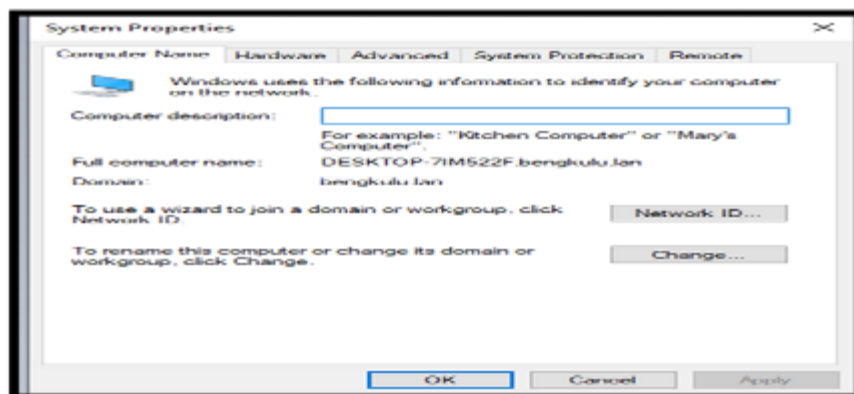 System Properties
Computer Name Hardware Advanced System Protection Remote
Windows uses the following information to identify your computer
on the network.
Computer description:
For example: "Kitchen Computer" or "Mary's
Computer".
Full computer name: DESKTOP-7IM522F.bengkulu.lan
Domain: bengkulu.lan
To use a wizard to join a domain or workgroup, click
Network ID.
Network ID...
To rename this computer or change its domain or
workgroup, click Change.
Change...
OK Cancel Apply